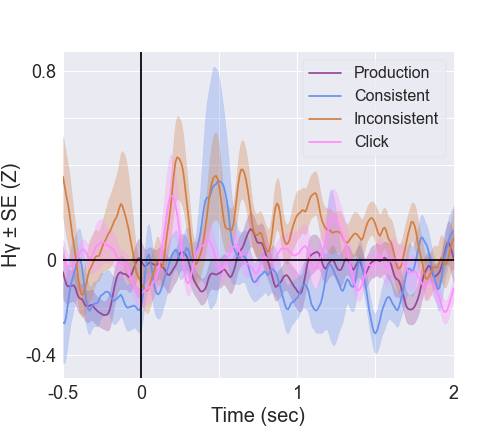 Production
Consistent
Inconsistent
Click
Hγ ± SE (Z)
0.8
0
-0.4
-0.5 0 1 2
Time (sec)